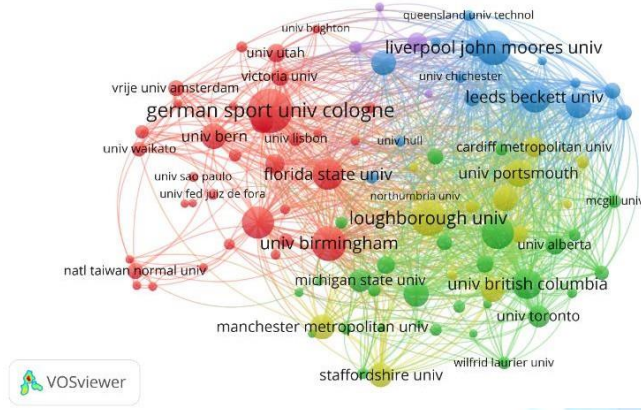 queensland univ technol
univ brighton
liverpool john moores univ
univ utah
victoria univ
univ chichester
vrije univ amsterdam
leeds beckett univ
german sport univ cologne
univ bern
univ lisbon
univ hull
cardiff metropolitan univ
univ waikato
univ sao paulo
florida state univ
univ portsmouth
univ fed juiz de fora
northumbria univ
mcgill univ
loughborough univ
univ birmingham
univ alberta
natl taiwan normal univ
michigan state univ
univ british columbia
univ toronto
manchester metropolitan univ
wilfrid laurier univ
staffordshire univ
VOSviewer